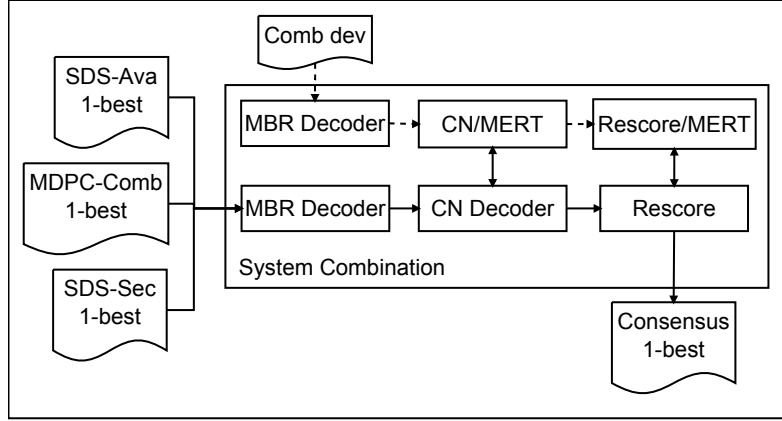 Comb dev
SDS-Ava
1-best
MDPC-Comb
1-best
SDS-Sec
1-best
MBR Decoder
CN/MERT
Rescore/MERT
MBR Decoder
CN Decoder
Rescore
System Combination
Consensus
1-best